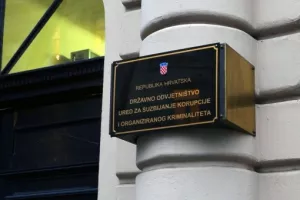 REPUBLIKA HRVATSKA
DRŽAVNO ODVJETNIŠTVO
URED ZA SUZBIJANJE KORUPCIJE
I ORGANIZIRANOG KRIMINALITETA